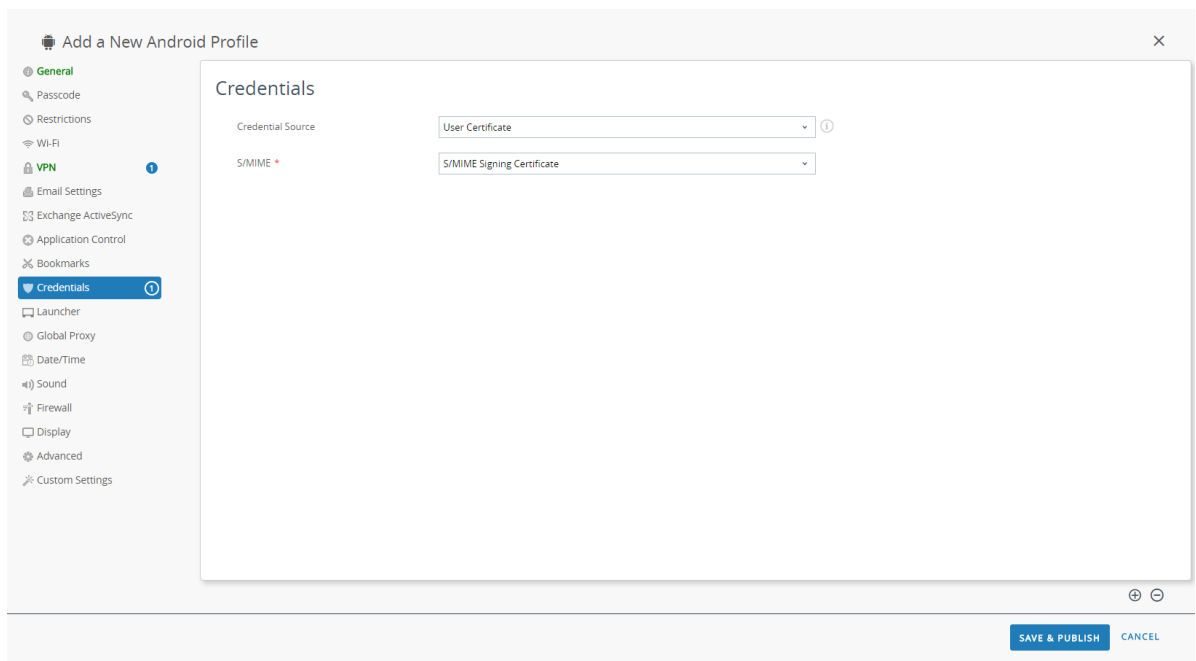 Add a New Android Profile
General
Passcode
Restrictions
Wi-Fi
VPN 1
Email Settings
Exchange ActiveSync
Application Control
Bookmarks
Credentials 1
Launcher
Global Proxy
Date/Time
Sound
Firewall
Display
Advanced
Custom Settings
Credentials
Credential Source User Certificate
S/MIME * S/MIME Signing Certificate
SAVE & PUBLISH CANCEL